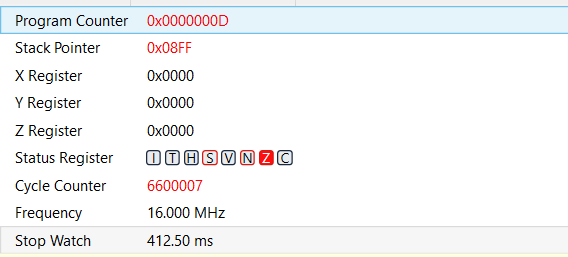 Program Counter 0x0000000D
Stack Pointer 0x08FF
X Register 0x0000
Y Register 0x0000
Z Register 0x0000
Status Register I T H S V N Z C
Cycle Counter 6600007
Frequency 16.000 MHz
Stop Watch 412.50 ms